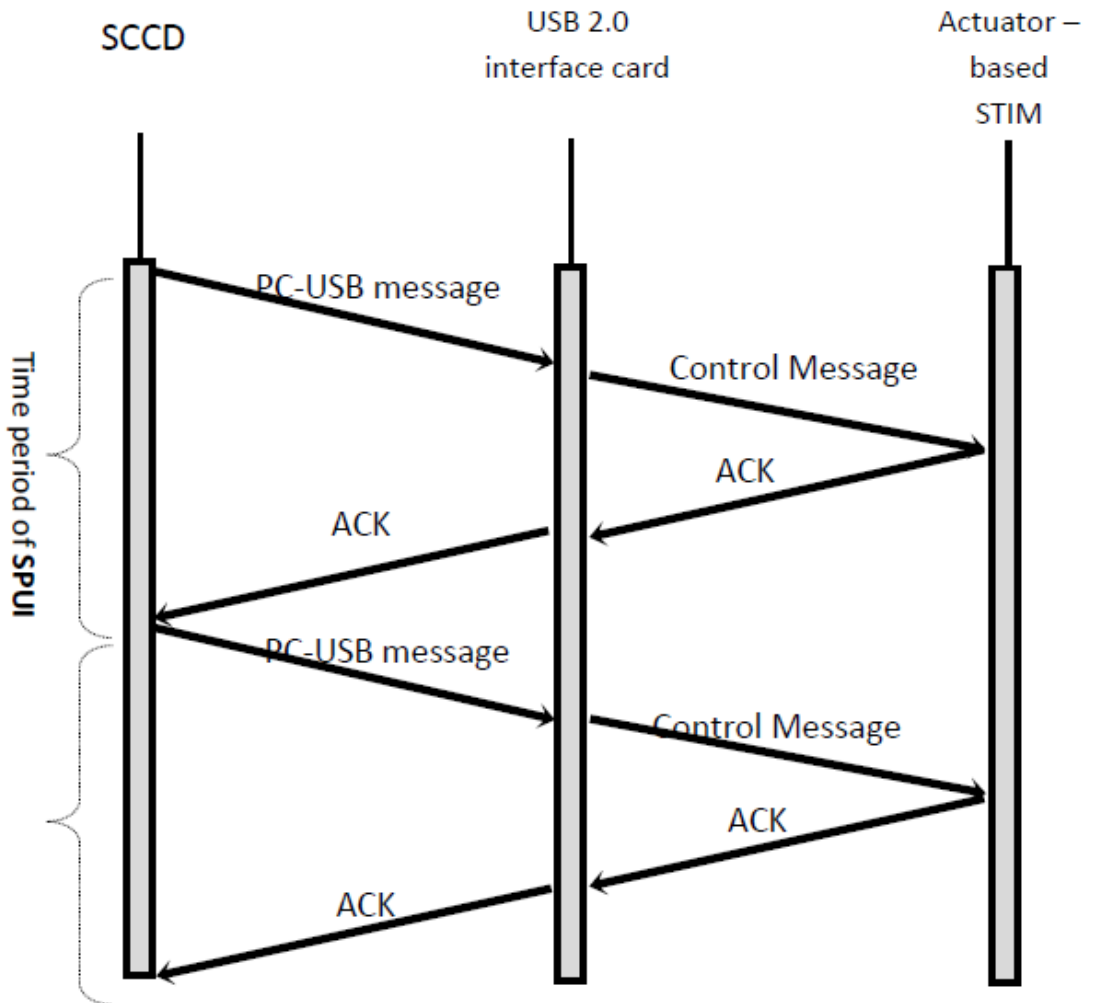 SCCD
USB 2.0
interface card
Actuator –
based
STIM
PC-USB message
Control Message
ACK
ACK
Time period of SPUI
PC-USB message
Control Message
ACK
ACK